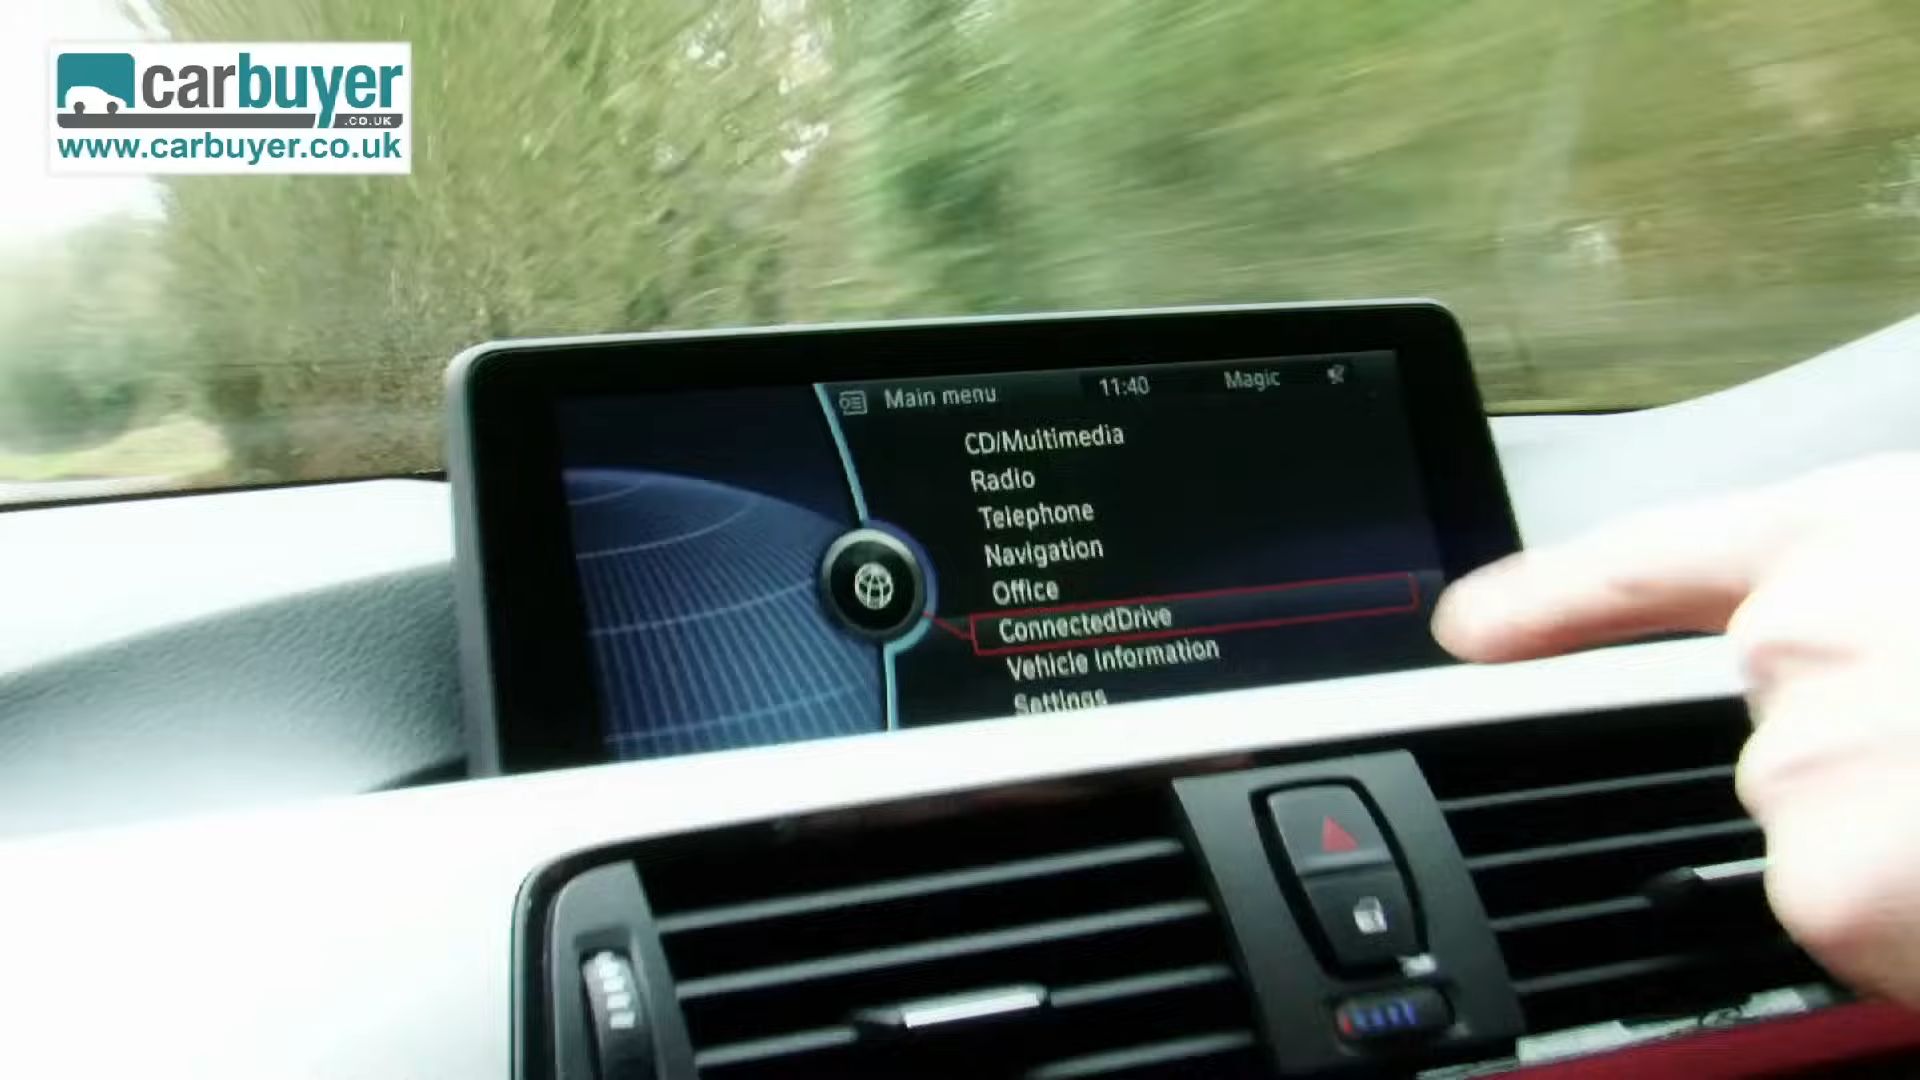 carbuyer
.CO.UK
www.carbuyer.co.uk
Main menu 11:40 Magic
CD/Multimedia
Radio
Telephone
Navigation
Office
ConnectedDrive
Vehicle Information
Settings